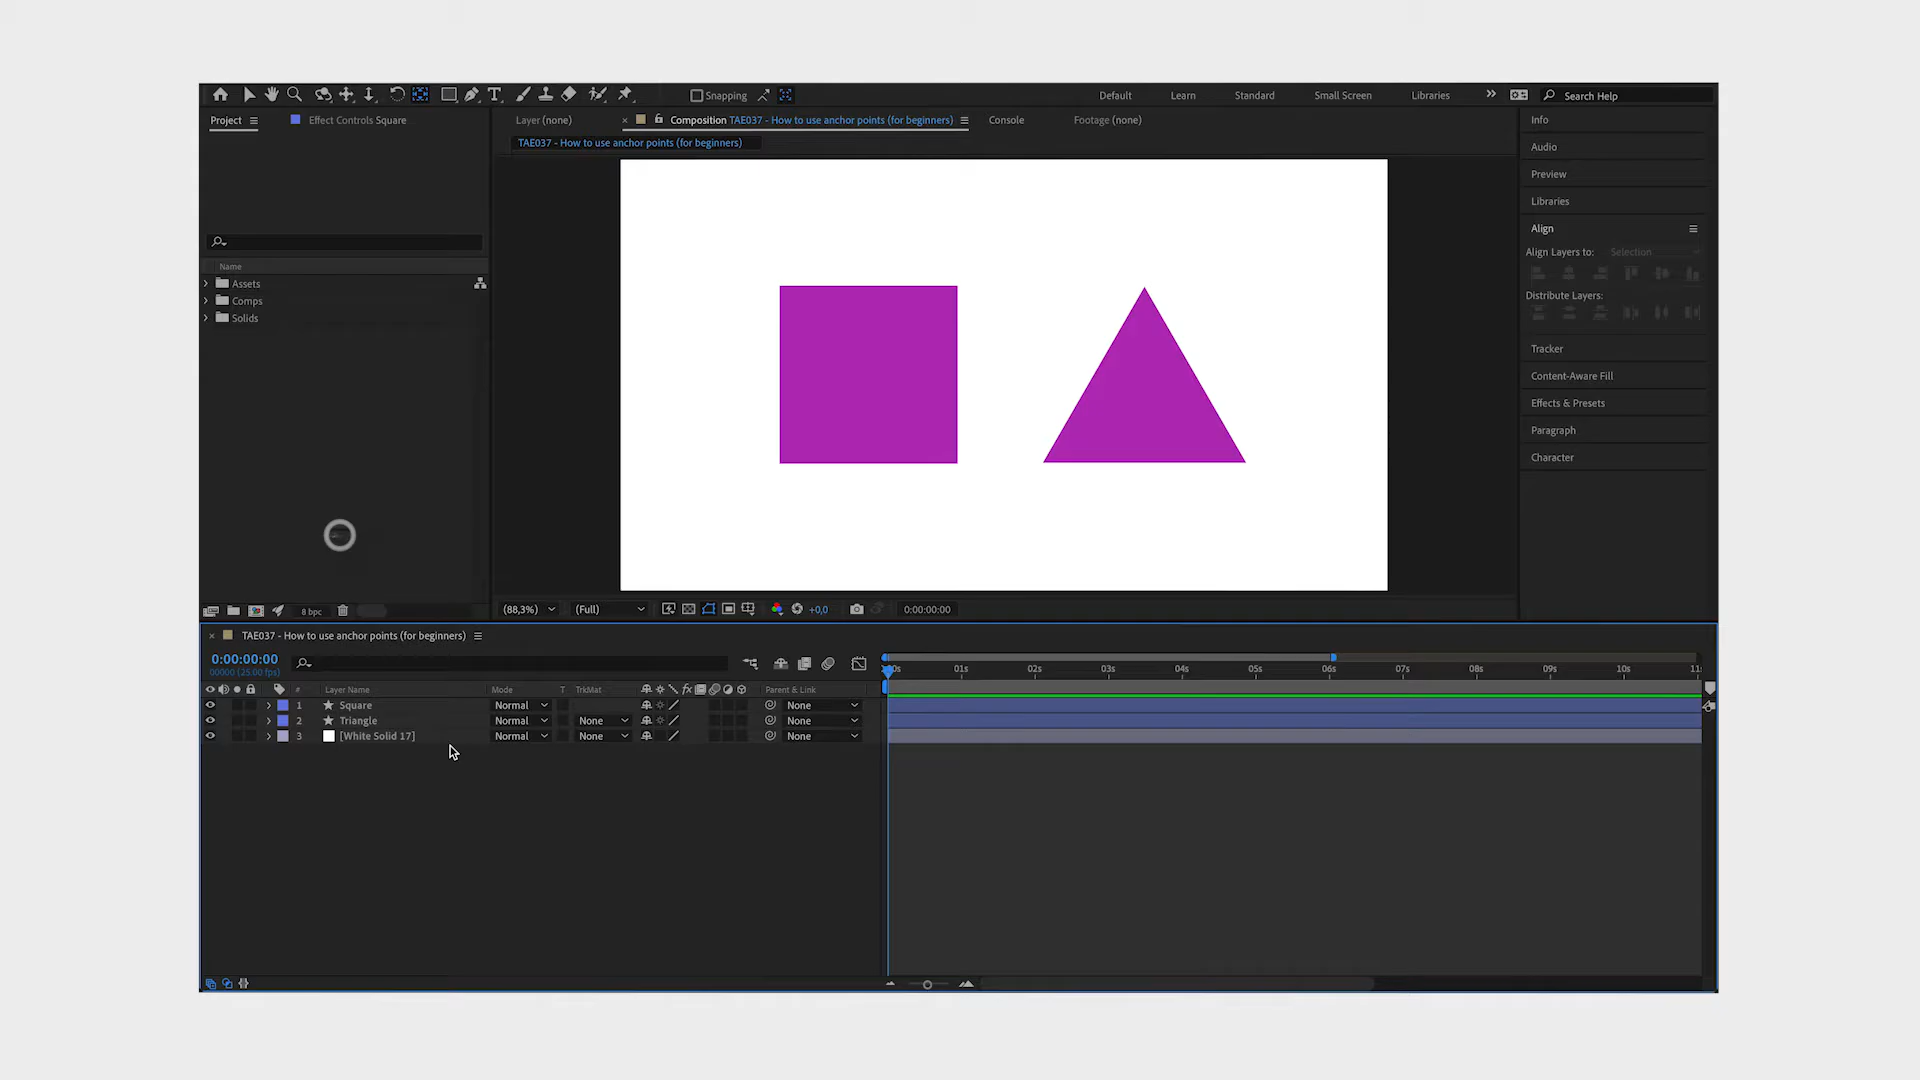 Snapping
Default
Learn
Standard
Small Screen
Libraries
Search Help
Project
Effect Controls Square
Layer (none)
Composition TAE037 - How to use anchor points (for beginners)
Console
Footage (none)
TAE037 - How to use anchor points (for beginners)
Name
Assets
Comps
Solids
8 bpc
(88,3%)
(Full)
+0,0
0:00:00:00
Info
Audio
Preview
Libraries
Align
Align Layers to:
Selection
Distribute Layers:
Tracker
Content-Aware Fill
Effects & Presets
Paragraph
Character
TAE037 - How to use anchor points (for beginners)
0:00:00:00
00000 (25.00 fps)
# Layer Name Mode T TrkMat Parent & Link
1 Square Normal None
2 Triangle Normal None None
3 [White Solid 17] Normal None None
01s 02s 03s 04s 05s 06s 07s 08s 09s 10s